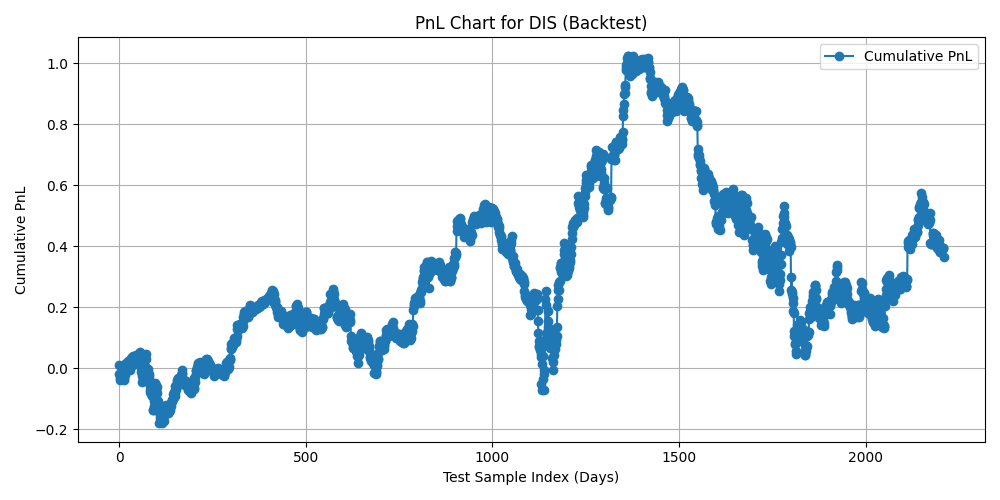 PnL Chart for DIS (Backtest)
Cumulative PnL
1.0
0.8
0.6
0.4
0.2
0.0
−0.2
Cumulative PnL
0 500 1000 1500 2000
Test Sample Index (Days)